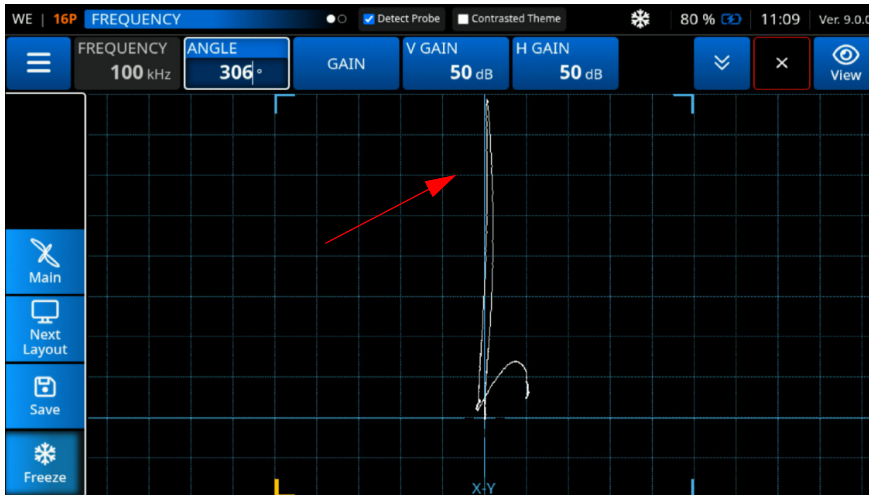 WE | 16P FREQUENCY Detect Probe Contrasted Theme 80 % 11:09 Ver. 9.0.0
FREQUENCY
100 kHz
ANGLE
306 °
GAIN
V GAIN
50 dB
H GAIN
50 dB
×
View
Main
Next
Layout
Save
Freeze
X-Y